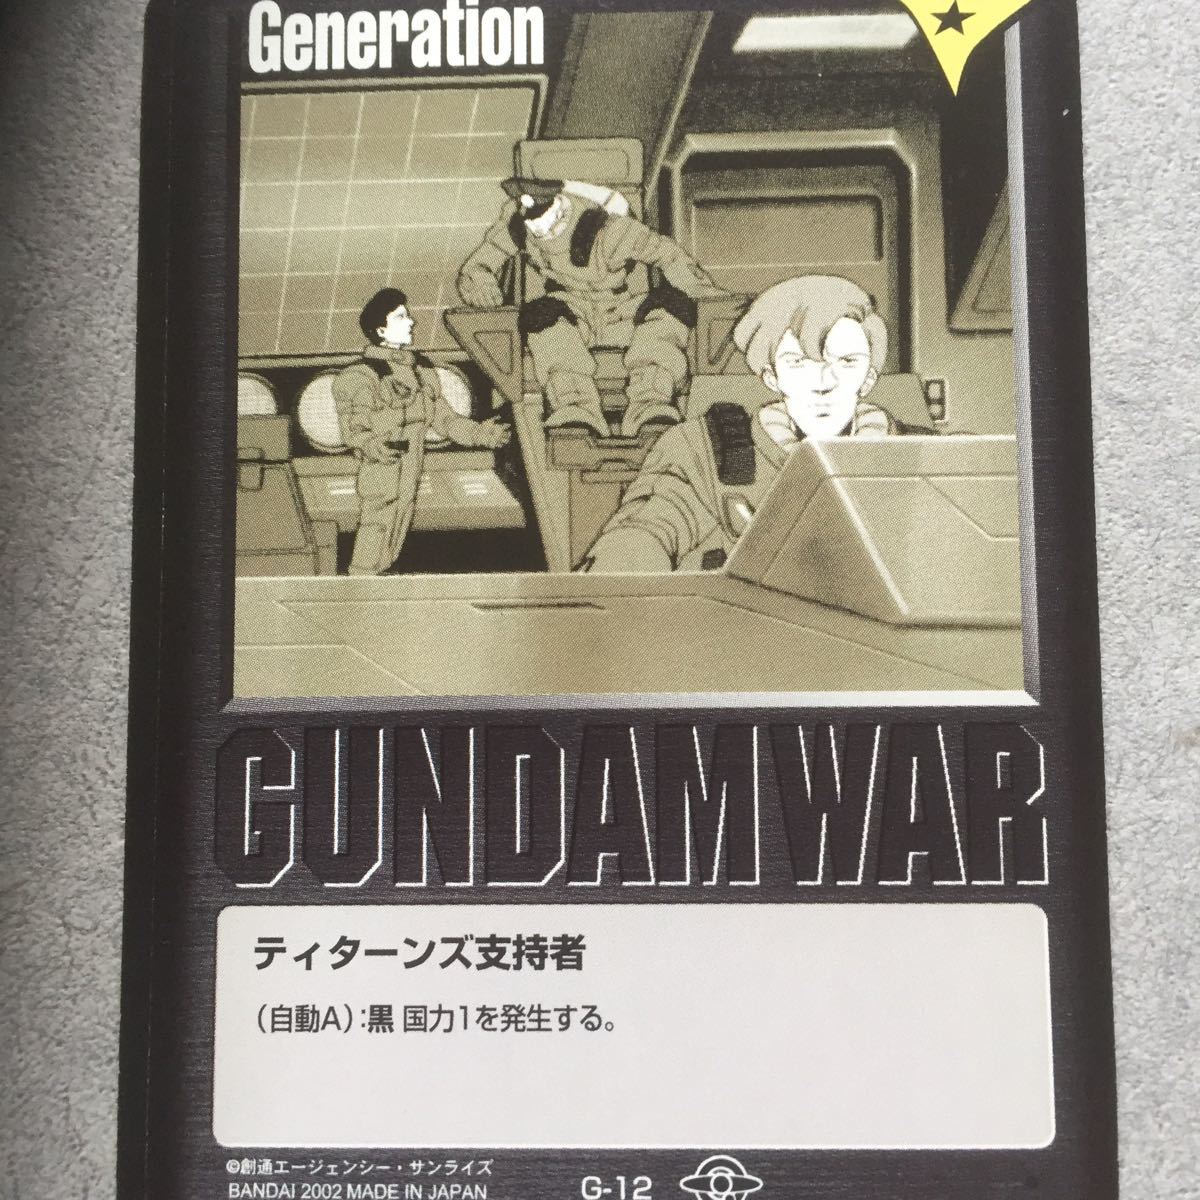 Generation
GUNDAM WAR
ティターンズ支持者
（自動A）：黒 国力1を発生する。
©創通エージェンシー・サンライズ
BANDAI 2002 MADE IN JAPAN
G-12